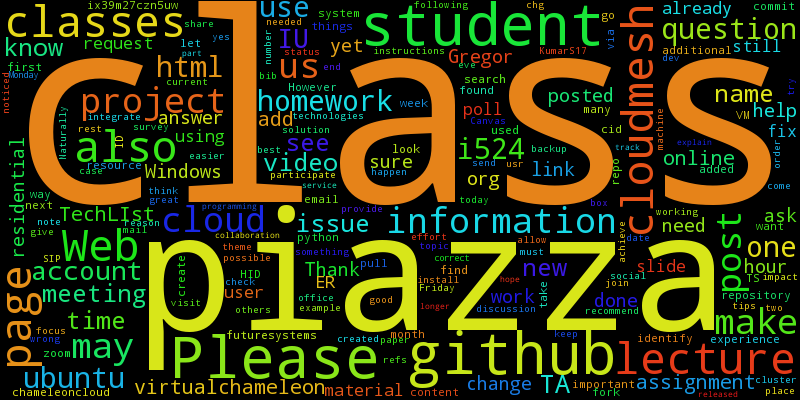 ix39m27czn5uw share use system following chg instructions eve KumarS17 go via already commit
classes let yes part needed things student question additional still
know request number IU status yet Gregor search dev
first html Monday current us end However bib poll found posted many cloudmesh name
noticed project homework week Canvas used backup VM help
answer add technologies solution i524 cid try
Naturally integrate ID using survey best see look send usr link repo machine fix explain
also rest easier video sure org online track order
residential case resource Windows participate happen service email today added come
class
way think great
next TechLIst note reason cloud programming provide issue information box working date need ask
give Web mail collaboration python effort allow want
SIP theme possible something topic must achieve post one
page account create HID check Thank ER pull correct find new take slide hour
meeting user office install Friday hope work done social join TS impact
time visit others example good longer discussion recommend repository tips two
focus may piazza make
wrong zoom futuresystems created paper month keep identify experience
ubuntu Please refs github lecture
chameleoncloud virtualchameleon material content change TA important fork assignment released cluster place